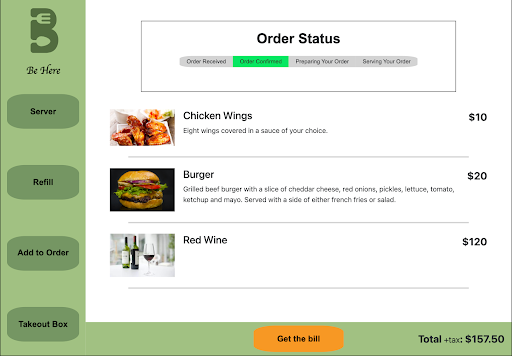 B
Be Here
Server
Refill
Add to Order
Takeout Box
Order Status
Order Received Order Confirmed Preparing Your Order Serving Your Order
Chicken Wings $10
Eight wings covered in a sauce of your choice.
Burger $20
Grilled beef burger with a slice of cheddar cheese, red onions, pickles, lettuce, tomato,
ketchup and mayo. Served with a side of either french fries or salad.
Red Wine $120
Get the bill
Total +tax: $157.50